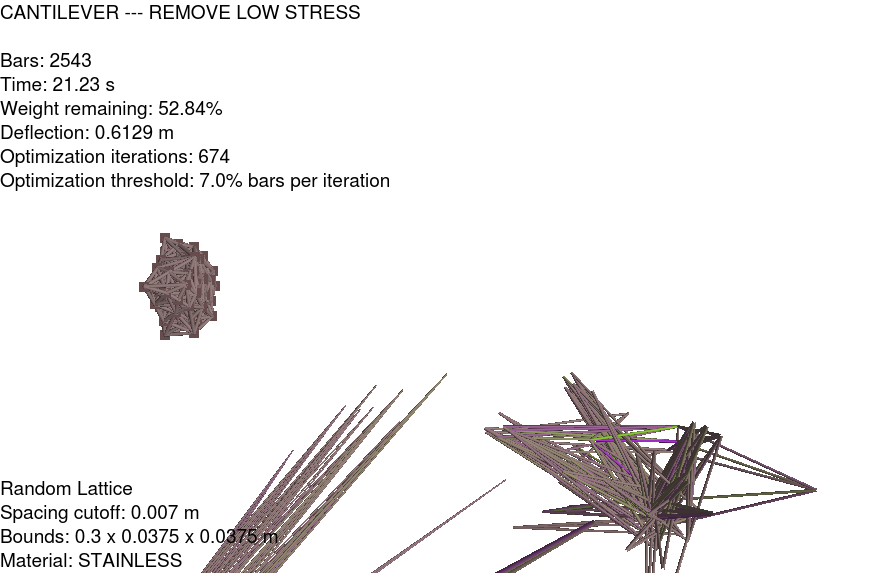 CANTILEVER --- REMOVE LOW STRESS
Bars: 2543
Time: 21.23 s
Weight remaining: 52.84%
Deflection: 0.6129 m
Optimization iterations: 674
Optimization threshold: 7.0% bars per iteration
Random Lattice
Spacing cutoff: 0.007 m
Bounds: 0.3 x 0.0375 x 0.0375 m
Material: STAINLESS